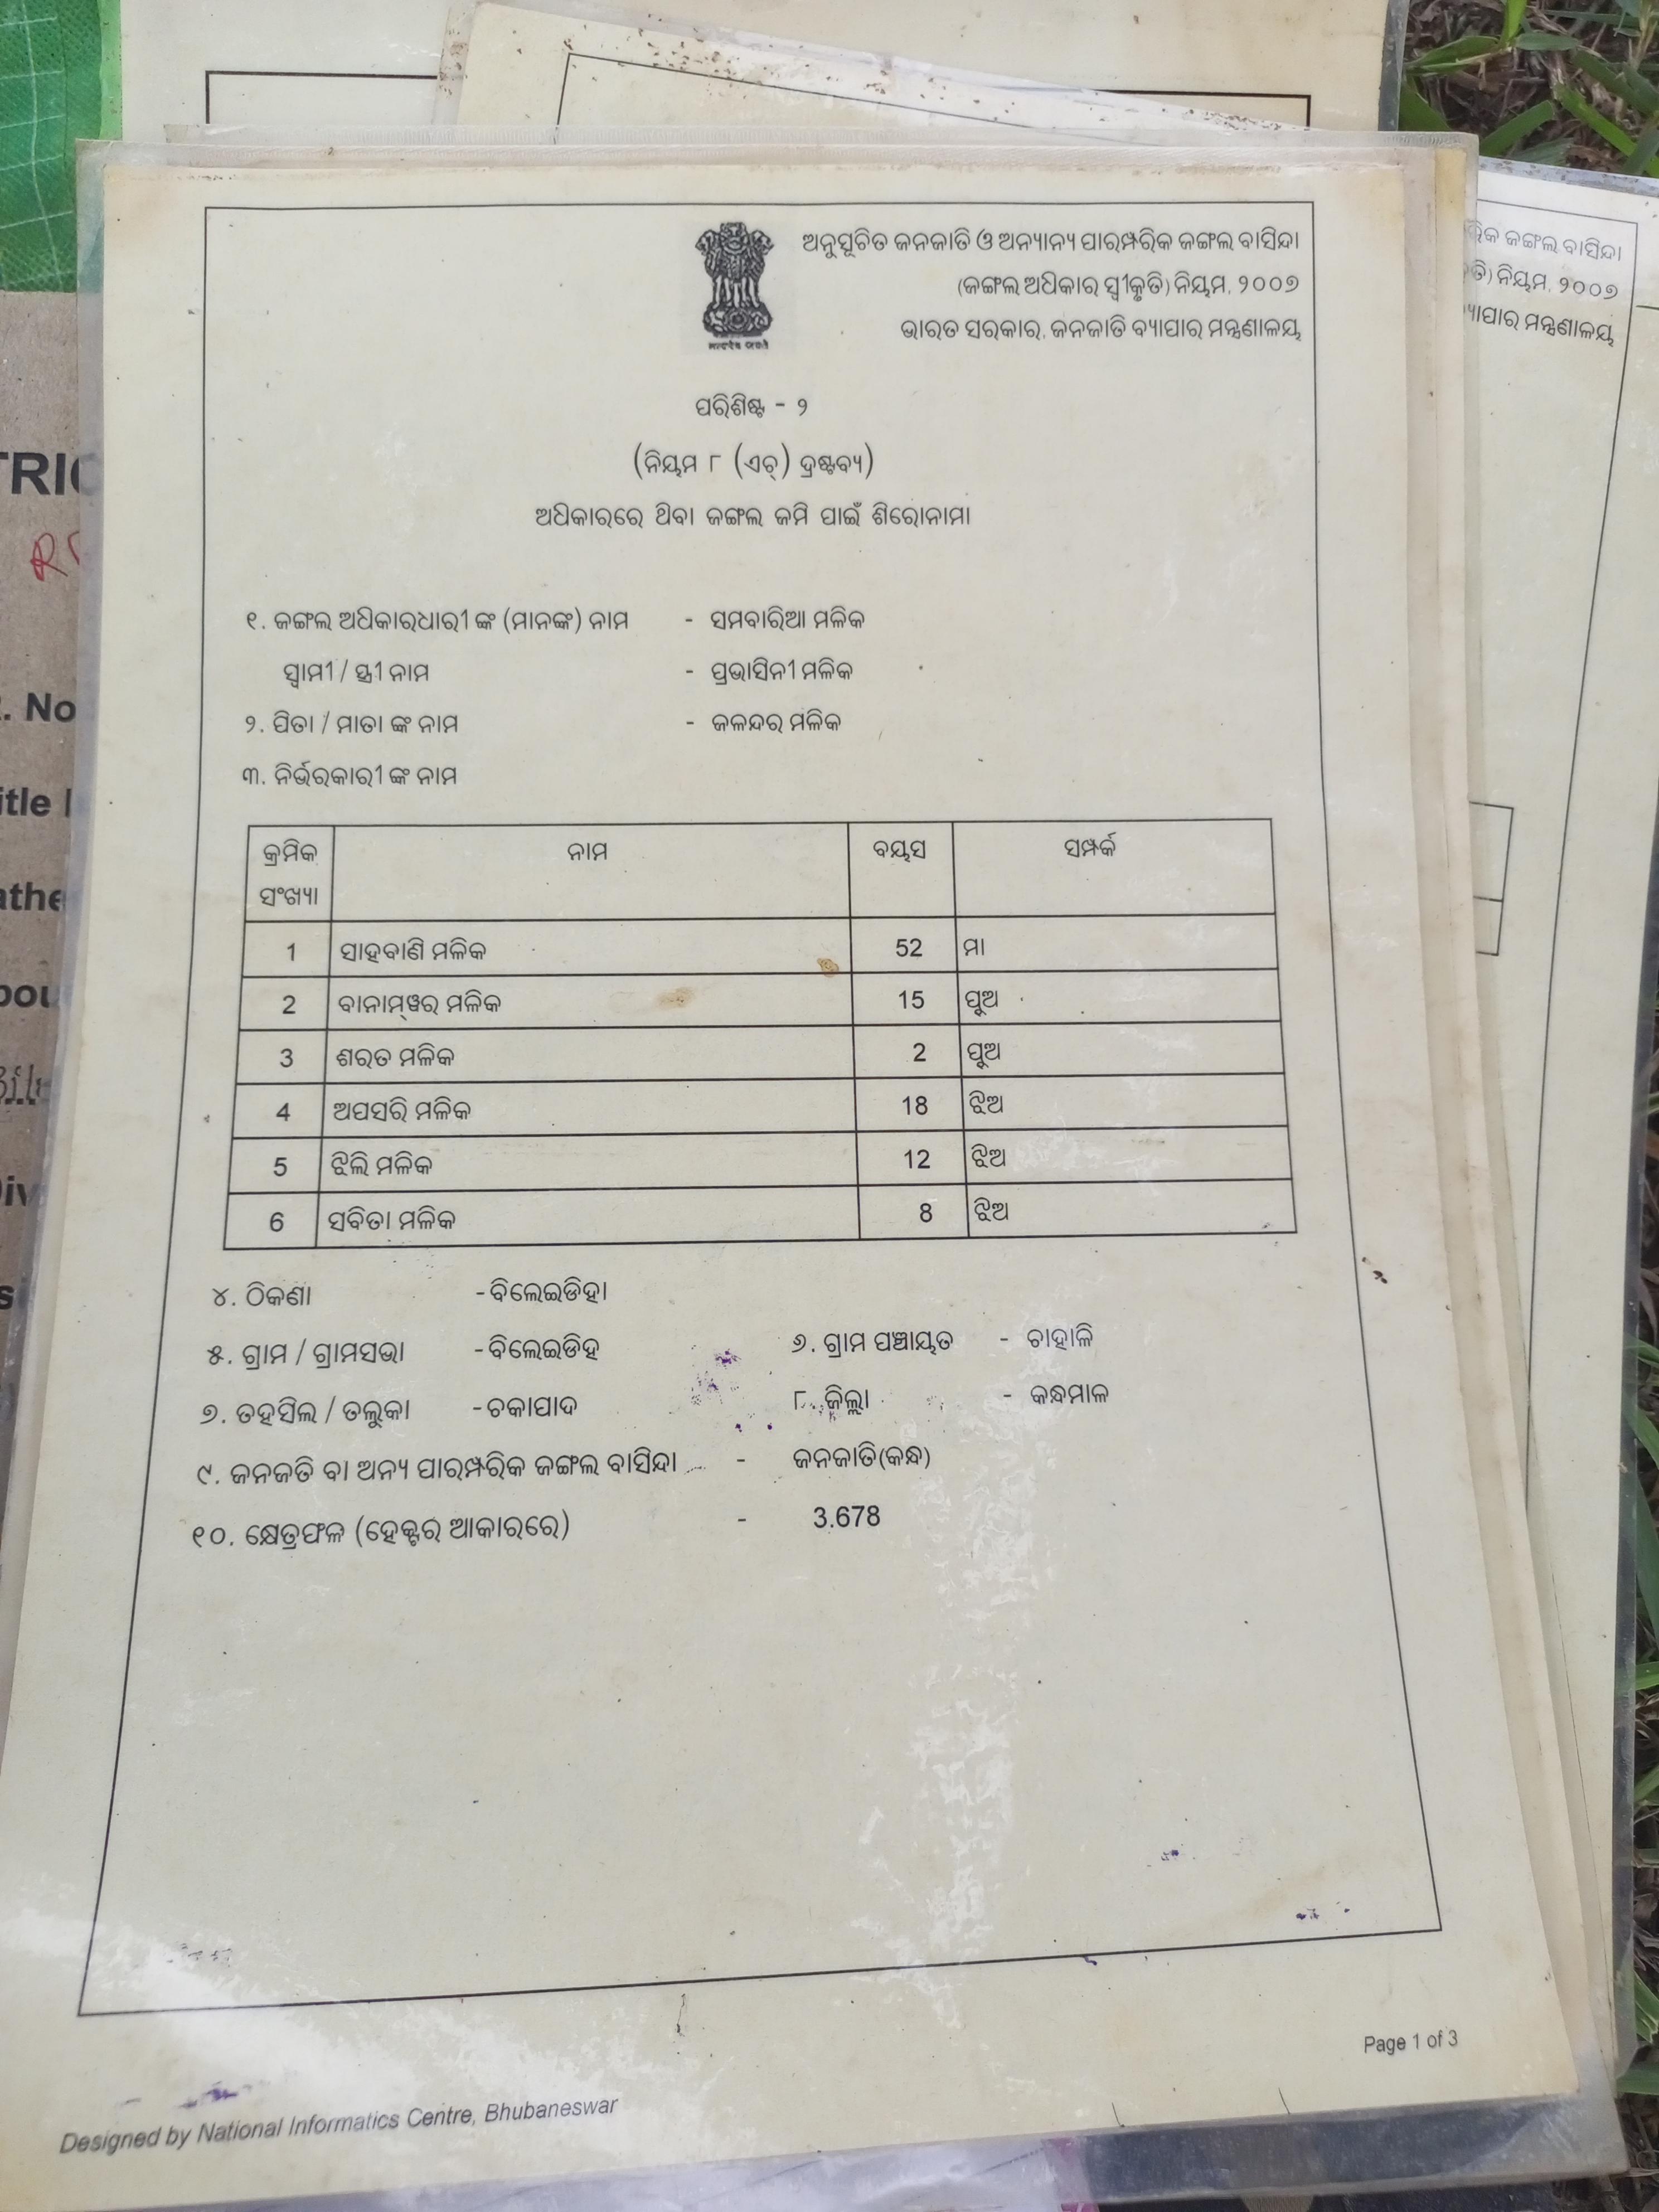 ଅନୁସୂଚିତ ଜନଜାତି ଓ ଅନ୍ୟାନ୍ୟ ପାରମ୍ପରିକ ଜଙ୍ଗଲ ବାସିନ୍ଦା
(ଜଙ୍ଗଲ ଅଧିକାର ସ୍ୱୀକୃତି) ନିୟମ, ୨୦୦୭
ଭାରତ ସରକାର, ଜନଜାତି ବ୍ୟାପାର ମନ୍ତ୍ରଣାଳୟ
ପରିଶିଷ୍ଟ - ୨
(ନିୟମ ୮ (ଏଚ୍) ଦ୍ରଷ୍ଟବ୍ୟ)
ଅଧିକାରରେ ଥିବା ଜଙ୍ଗଲ ଜମି ପାଇଁ ଶିରୋନାମା
୧. ଜଙ୍ଗଲ ଅଧିକାରଧାରୀ ଙ୍କ (ମାନଙ୍କ) ନାମ - ସମବାରିଆ ମଳିକ
ସ୍ୱାମୀ / ସ୍ତ୍ରୀ ନାମ - ପ୍ରଭାସିନୀ ମଳିକ
୨. ପିତା / ମାତା ଙ୍କ ନାମ - ଜଳନ୍ଦର ମଳିକ
୩. ନିର୍ଭରକାରୀ ଙ୍କ ନାମ
କ୍ରମିକ ସଂଖ୍ୟା ନାମ ବୟସ ସମ୍ପର୍କ
1 ସାହବାଣି ମଳିକ 52 ମା
2 ବାନାମ୍ୱର ମଳିକ 15 ପୁଅ
3 ଶରତ ମଳିକ 2 ପୁଅ
4 ଅପସରି ମଳିକ 18 ଝିଅ
5 ଝିଲି ମଳିକ 12 ଝିଅ
6 ସବିତା ମଳିକ 8 ଝିଅ
୪. ଠିକଣା - ବିଲେଇଡିହା
୫. ଗ୍ରାମ / ଗ୍ରାମସଭା - ବିଲେଇଡିହ ୬. ଗ୍ରାମ ପଞ୍ଚାୟତ - ଚାହାଳି
୭. ତହସିଲ / ତଲୁକା - ଚକାପାଦ ୮. ଜିଲ୍ଲା - କନ୍ଧମାଳ
୯. ଜନଜତି ବା ଅନ୍ୟ ପାରମ୍ପରିକ ଜଙ୍ଗଲ ବାସିନ୍ଦା - ଜନଜାତି(କନ୍ଧ)
୧୦. କ୍ଷେତ୍ରଫଳ (ହେକ୍ଟର ଆକାରରେ) - 3.678
Page 1 of 3
Designed by National Informatics Centre, Bhubaneswar